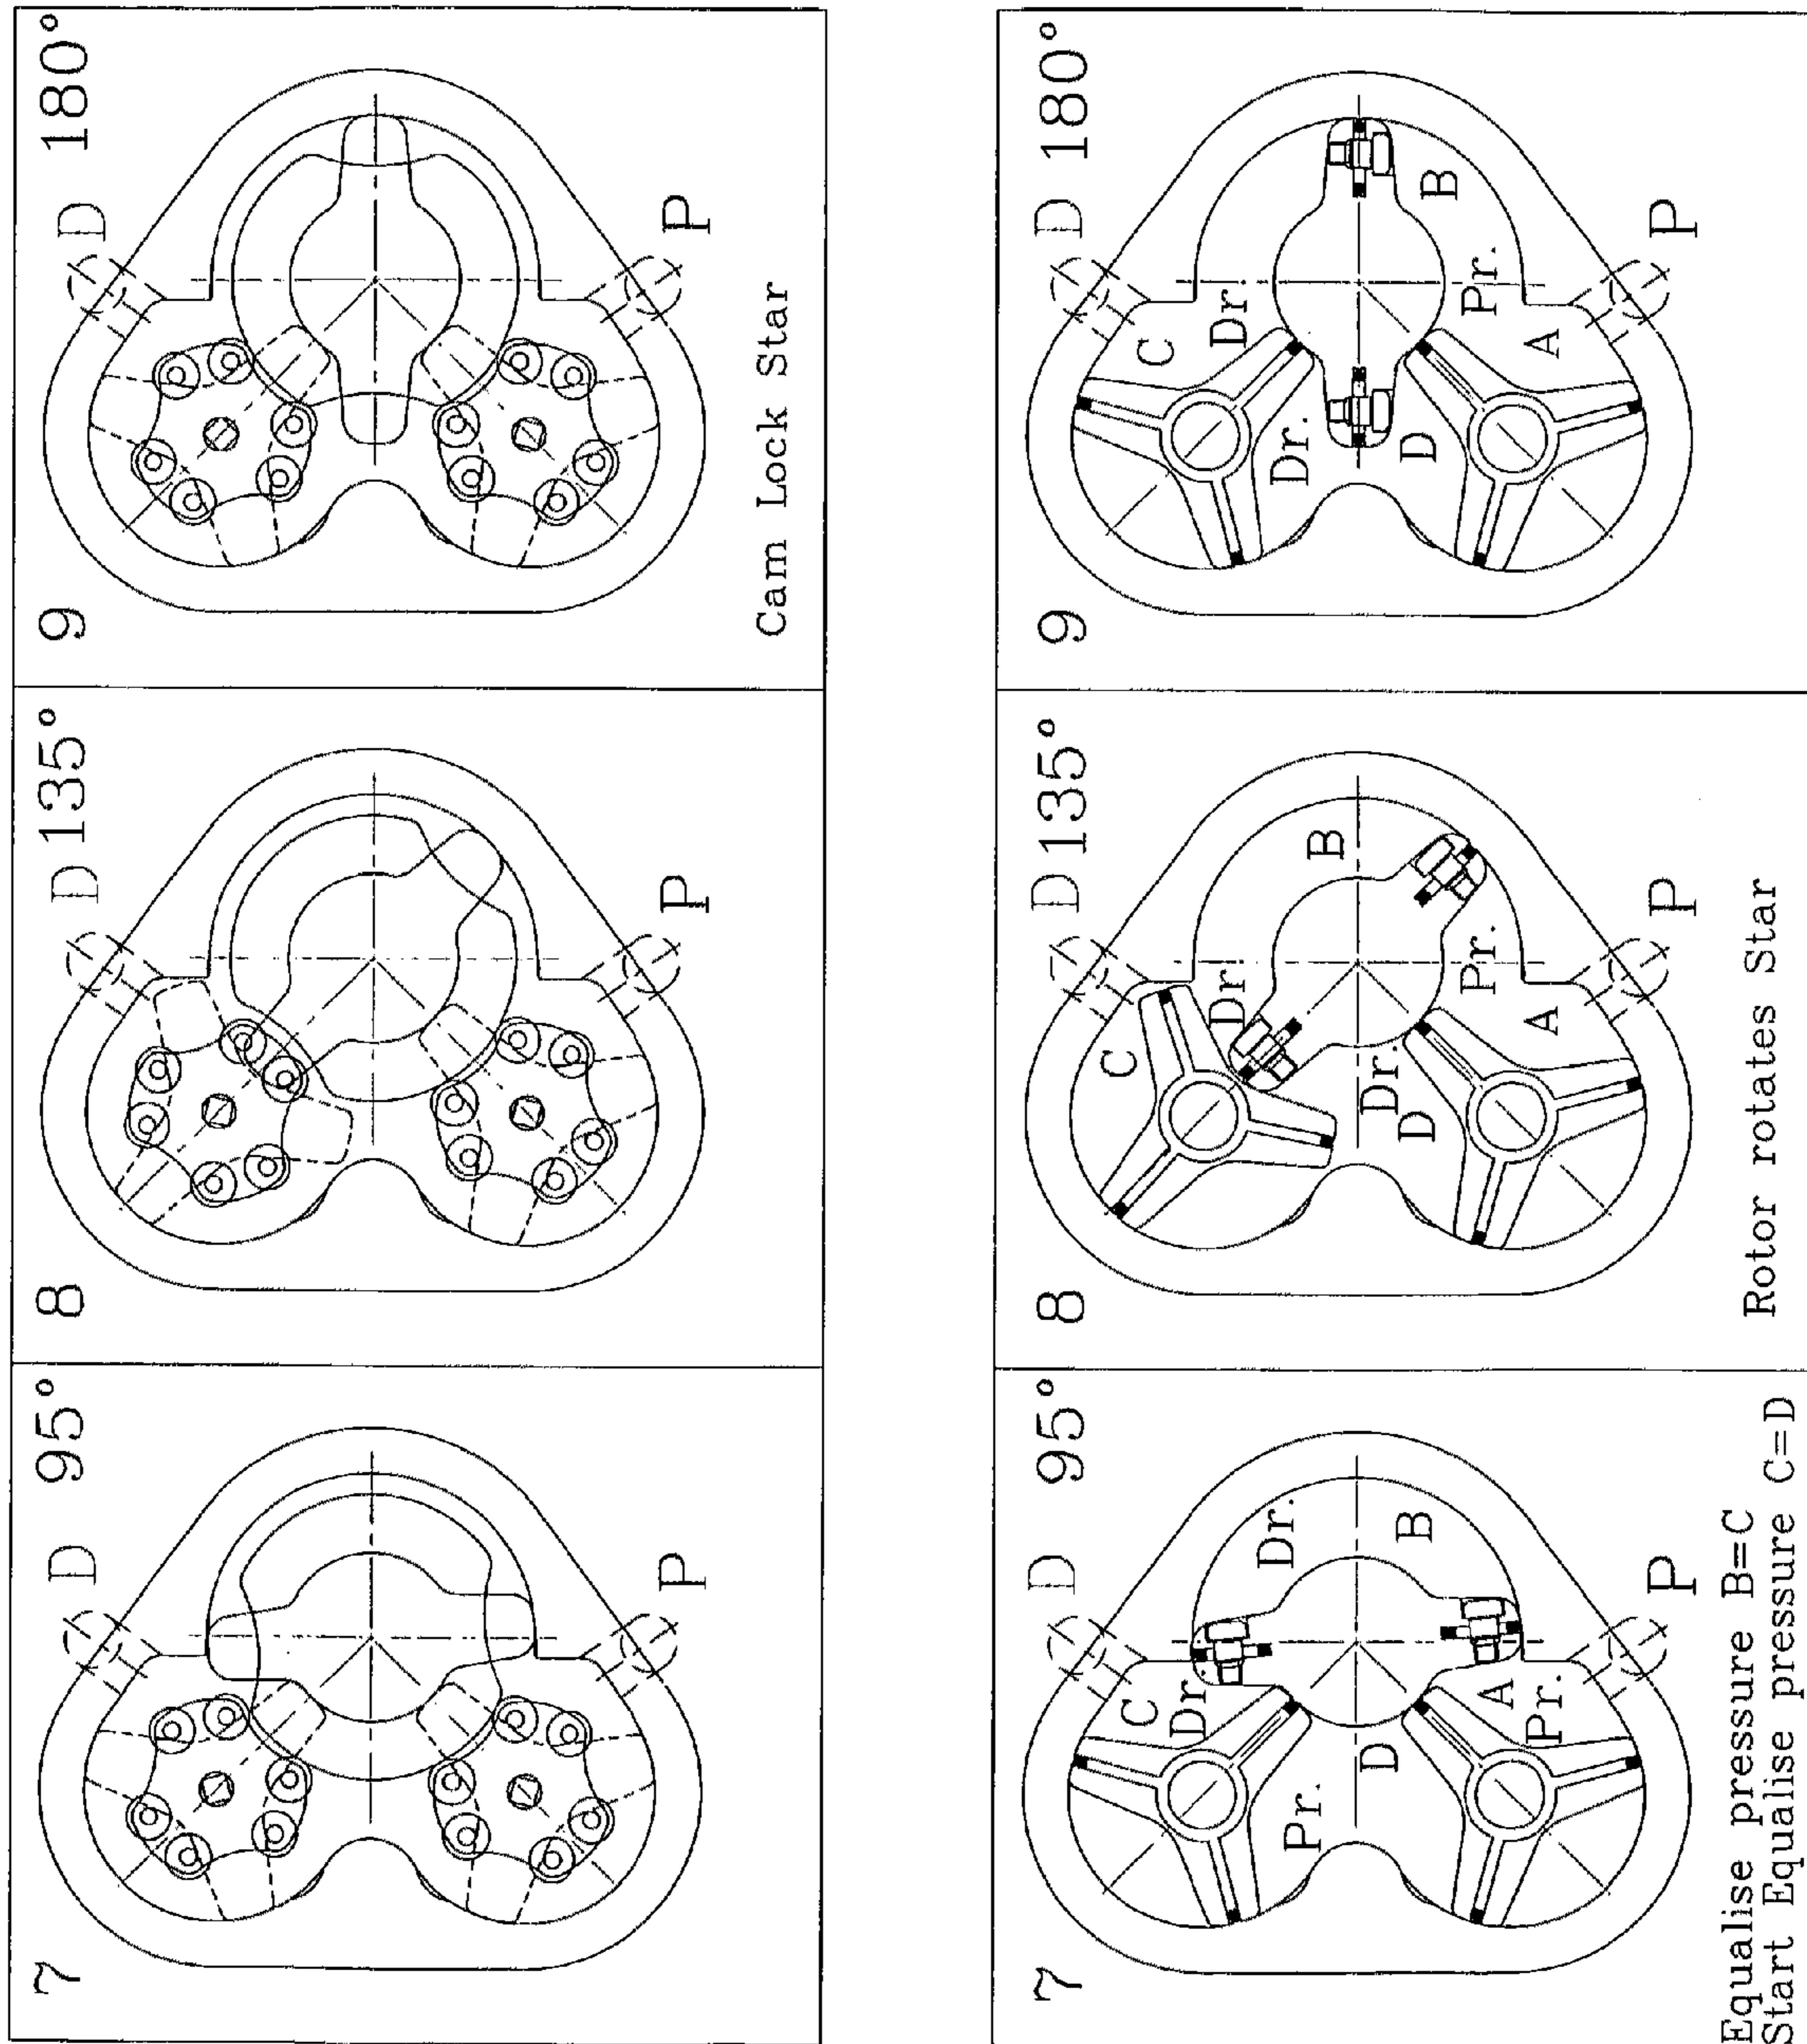 7 95°
D
P
8 D 135°
P
9 D 180°
P
Cam Lock Star
7 D 95°
C
Dr.
Dr.
Pr.
D
B
A
Pr.
P
Equalise pressure B=C
Start Equalise pressure C=D
8 D 135°
C
Dr.
B
Dr.
D
Pr.
A
P
Rotor rotates Star
9 D 180°
C
Dr.
Dr.
D
B
Pr.
A
P